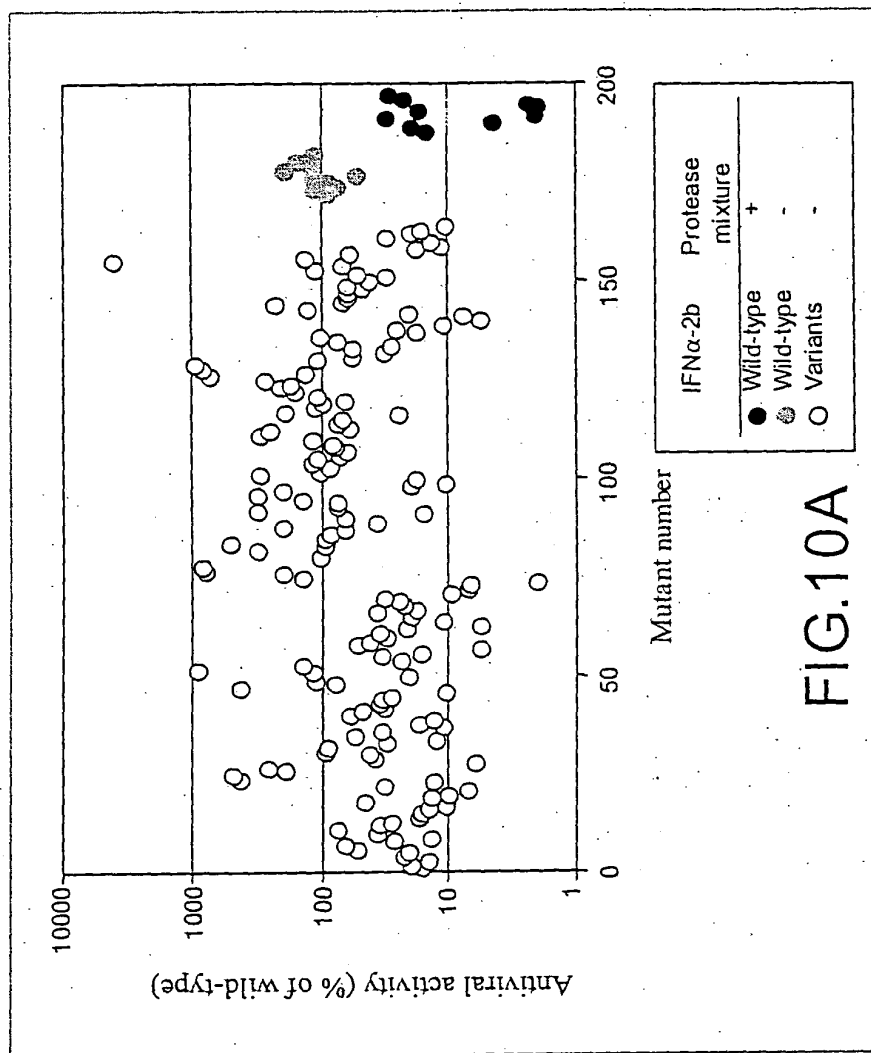 Antiviral activity (% of wild-type)
10000
1000
100
10
1
0
50
100
150
200
Mutant number
IFNα-2b Protease mixture
Wild-type +
Wild-type -
Variants -
FIG.10A